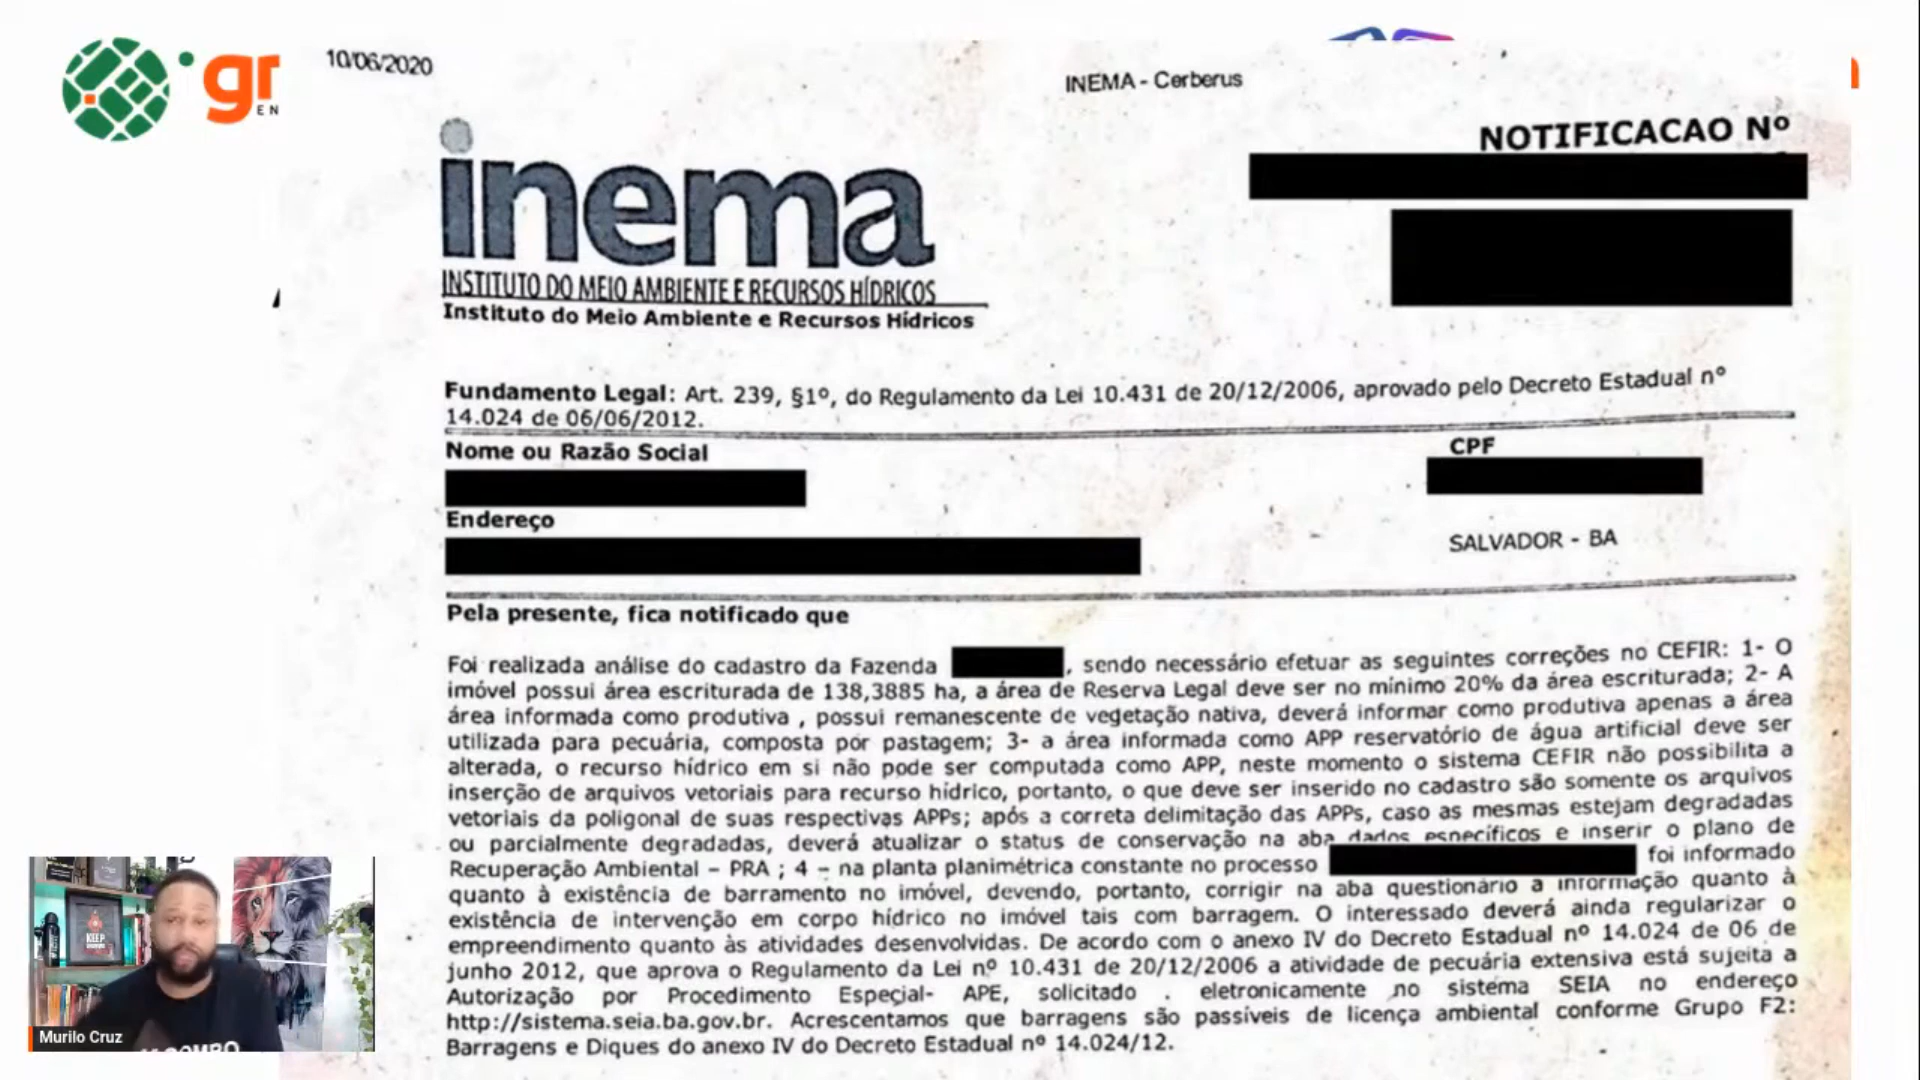 gr
EN
10/06/2020
INEMA - Cerberus
NOTIFICACAO Nº
inema
INSTITUTO DO MEIO AMBIENTE E RECURSOS HÍDRICOS
Instituto do Meio Ambiente e Recursos Hídricos
Fundamento Legal: Art. 239, §1º, do Regulamento da Lei 10.431 de 20/12/2006, aprovado pelo Decreto Estadual nº
14.024 de 06/06/2012.
Nome ou Razão Social
CPF
Endereço
SALVADOR - BA
Pela presente, fica notificado que
Foi realizada análise do cadastro da Fazenda , sendo necessário efetuar as seguintes correções no CEFIR: 1- O
imóvel possui área escriturada de 138,3885 ha, a área de Reserva Legal deve ser no mínimo 20% da área escriturada; 2- A
área informada como produtiva , possui remanescente de vegetação nativa, deverá informar como produtiva apenas a área
utilizada para pecuária, composta por pastagem; 3- a área informada como APP reservatório de água artificial deve ser
alterada, o recurso hídrico em si não pode ser computada como APP, neste momento o sistema CEFIR não possibilita a
inserção de arquivos vetoriais para recurso hídrico, portanto, o que deve ser inserido no cadastro são somente os arquivos
vetoriais da poligonal de suas respectivas APPs; após a correta delimitação das APPs, caso as mesmas estejam degradadas
ou parcialmente degradadas, deverá atualizar o status de conservação na aba dados específicos e inserir o plano de
Recuperação Ambiental – PRA ; 4 – na planta planimétrica constante no processo foi informado
quanto à existência de barramento no imóvel, devendo, portanto, corrigir na aba questionário a informação quanto à
existência de intervenção em corpo hídrico no imóvel tais com barragem. O interessado deverá ainda regularizar o
empreendimento quanto às atividades desenvolvidas. De acordo com o anexo IV do Decreto Estadual nº 14.024 de 06 de
junho 2012, que aprova o Regulamento da Lei nº 10.431 de 20/12/2006 a atividade de pecuária extensiva está sujeita a
Autorização por Procedimento Especial- APE, solicitado . eletronicamente no sistema SEIA no endereço
http://sistema.seia.ba.gov.br. Acrescentamos que barragens são passíveis de licença ambiental conforme Grupo F2:
Barragens e Diques do anexo IV do Decreto Estadual nº 14.024/12.
KEEP
Murilo Cruz